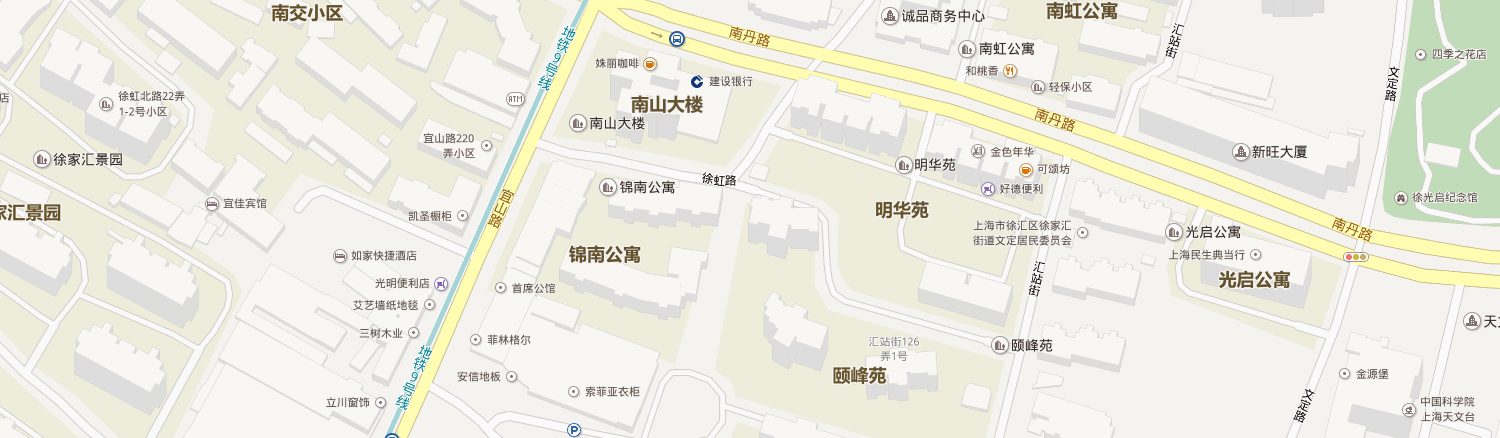 南交小区
地铁9号线
诚品商务中心
南虹公寓
汇站街
南丹路
南虹公寓
四季之花店
姝丽咖啡
和桃香
建设银行
轻保小区
文定路
徐虹北路22弄
1-2号小区
ATM
南山大楼
南山大楼
南丹路
宜山路220
弄小区
徐家汇景园
金色年华
新旺大厦
明华苑
可颂坊
徐虹路
锦南公寓
好德便利
徐光启纪念馆
宜佳宾馆
宜山路
凯圣橱柜
家汇景园
明华苑
上海市徐汇区徐家汇
街道文定居民委员会
光启公寓
南丹路
如家快捷酒店
锦南公寓
上海民生典当行
光启公寓
光明便利店
首席公馆
汇站街
艾艺墙纸地毯
三树木业
菲林格尔
汇站街126
弄1号
颐峰苑
天文
地铁9号线
安信地板
颐峰苑
金源堡
索菲亚衣柜
立川窗饰
文定路
中国科学院
上海天文台
P